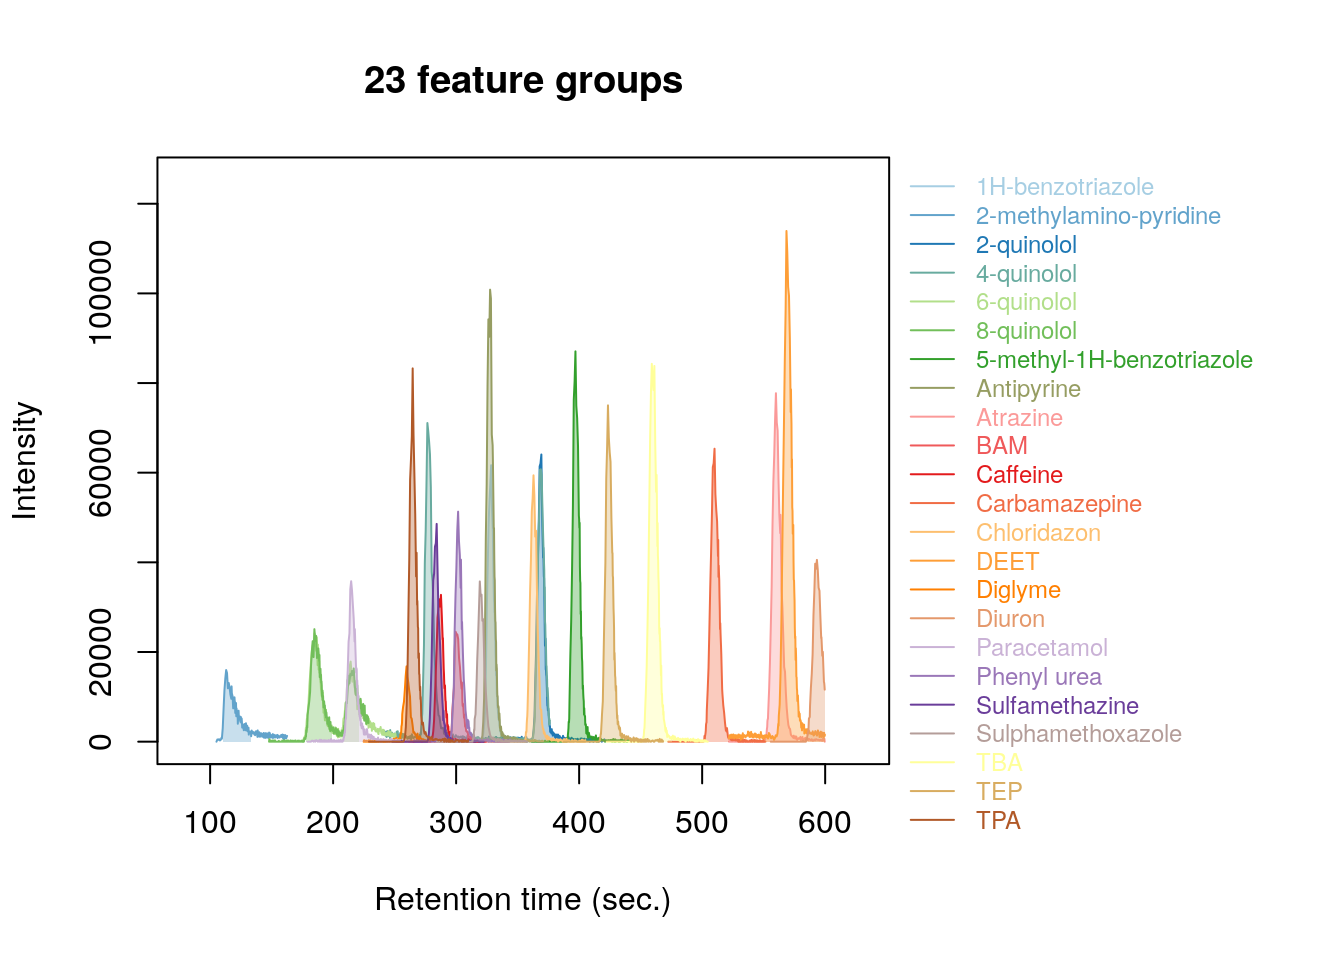 23 feature groups
Intensity
0
20000
60000
100000
100
200
300
400
500
600
Retention time (sec.)
1H-benzotriazole
2-methylamino-pyridine
2-quinolol
4-quinolol
6-quinolol
8-quinolol
5-methyl-1H-benzotriazole
Antipyrine
Atrazine
BAM
Caffeine
Carbamazepine
Chloridazon
DEET
Diglyme
Diuron
Paracetamol
Phenyl urea
Sulfamethazine
Sulphamethoxazole
TBA
TEP
TPA